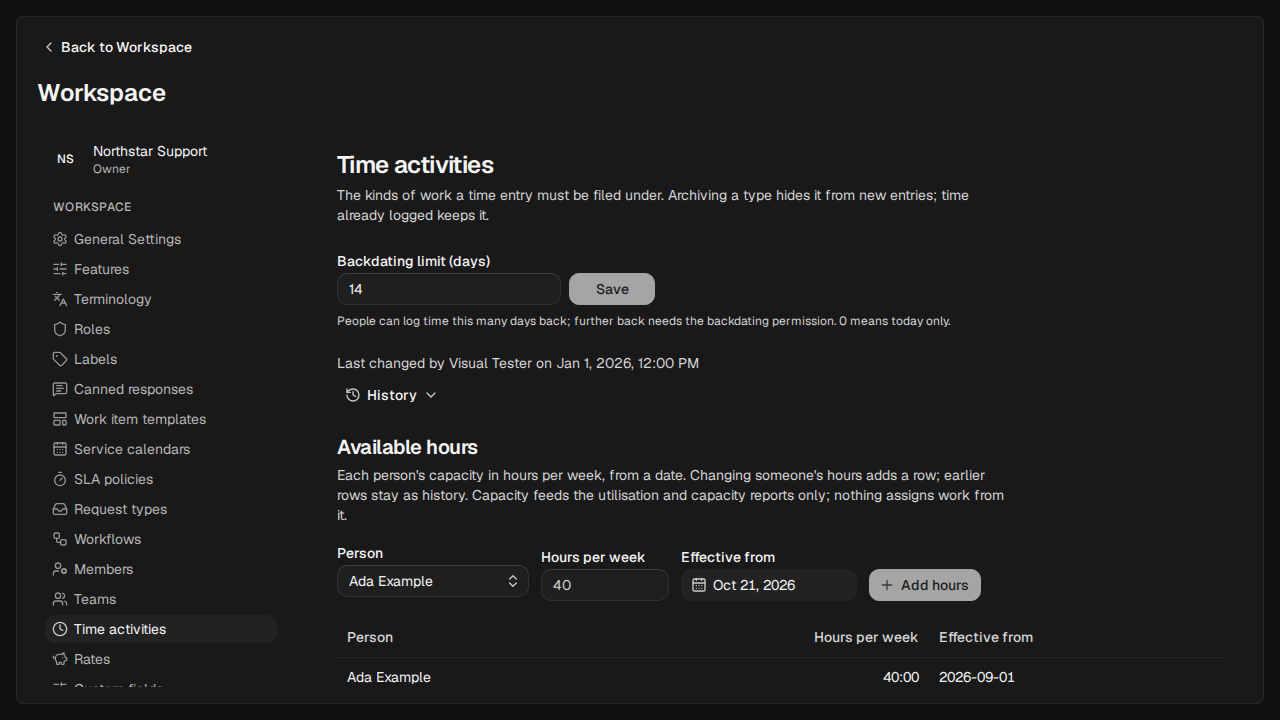 Back to Workspace
Workspace
NS
Northstar Support
Owner
WORKSPACE
General Settings
Features
Terminology
Roles
Labels
Canned responses
Work item templates
Service calendars
SLA policies
Request types
Workflows
Members
Teams
Time activities
Rates
Time activities
The kinds of work a time entry must be filed under. Archiving a type hides it from new entries; time
already logged keeps it.
Backdating limit (days)
14
Save
People can log time this many days back; further back needs the backdating permission. 0 means today only.
Last changed by Visual Tester on Jan 1, 2026, 12:00 PM
History
Available hours
Each person's capacity in hours per week, from a date. Changing someone's hours adds a row; earlier
rows stay as history. Capacity feeds the utilisation and capacity reports only; nothing assigns work from
it.
Person
Hours per week
Effective from
Ada Example
40
Oct 21, 2026
Add hours
Person Hours per week Effective from
Ada Example 40:00 2026-09-01